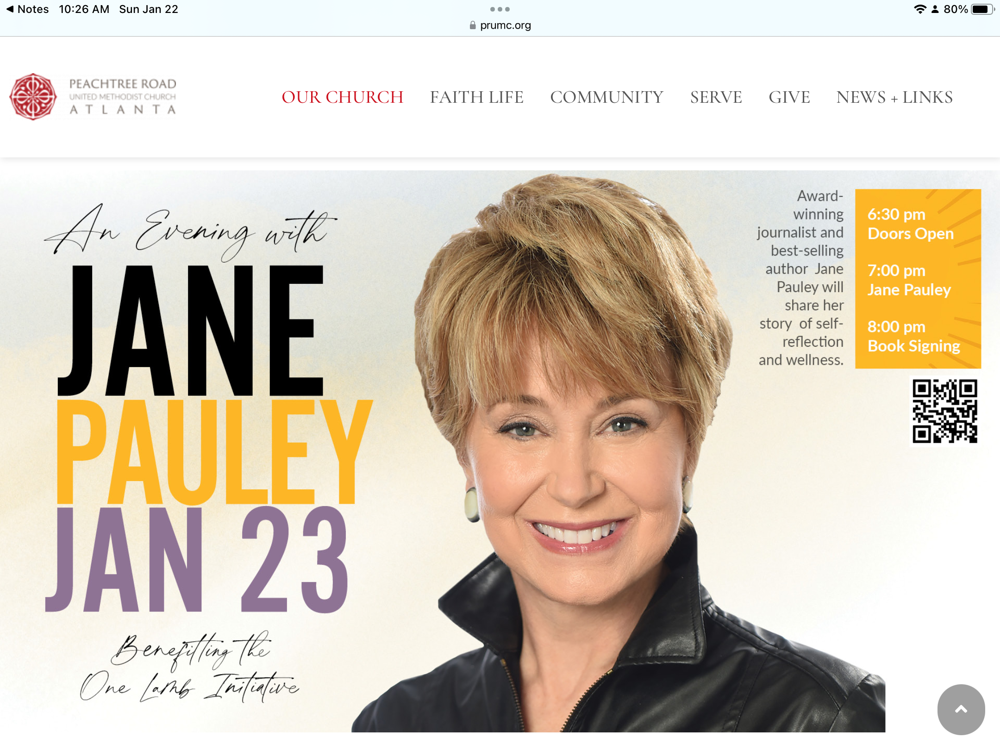 Notes 10:26 AM Sun Jan 22
80%
prumc.org
PEACHTREE ROAD
UNITED METHODIST CHURCH
ATLANTA
OUR CHURCH FAITH LIFE COMMUNITY SERVE GIVE NEWS + LINKS
An Evening with
JANE
PAULEY
JAN 23
Benefitting the
One Lamb Initiative
Award-
winning
journalist and
best-selling
author Jane
Pauley will
share her
story of self-
reflection
and wellness.
6:30 pm
Doors Open
7:00 pm
Jane Pauley
8:00 pm
Book Signing